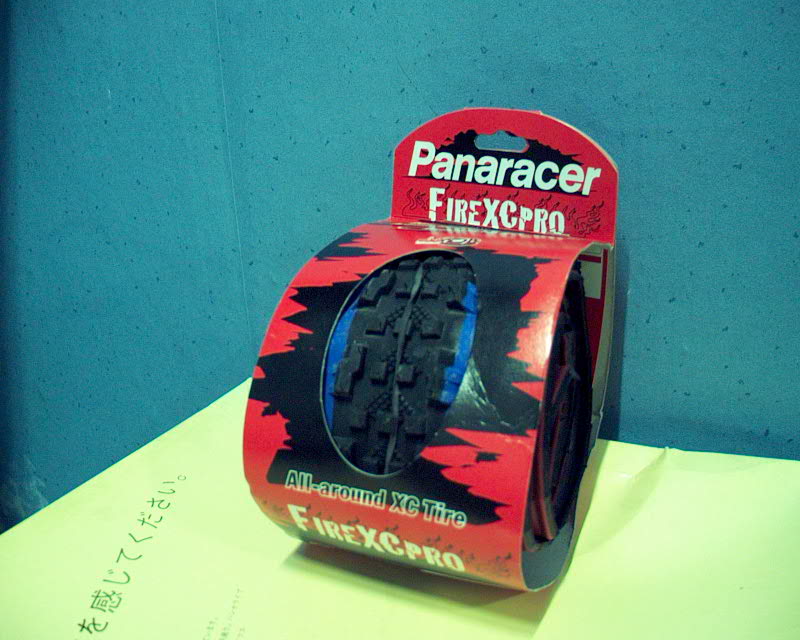 Panaracer
FIREXCPRO
All-around XC Tire
FIREXCPRO
を感じてください。